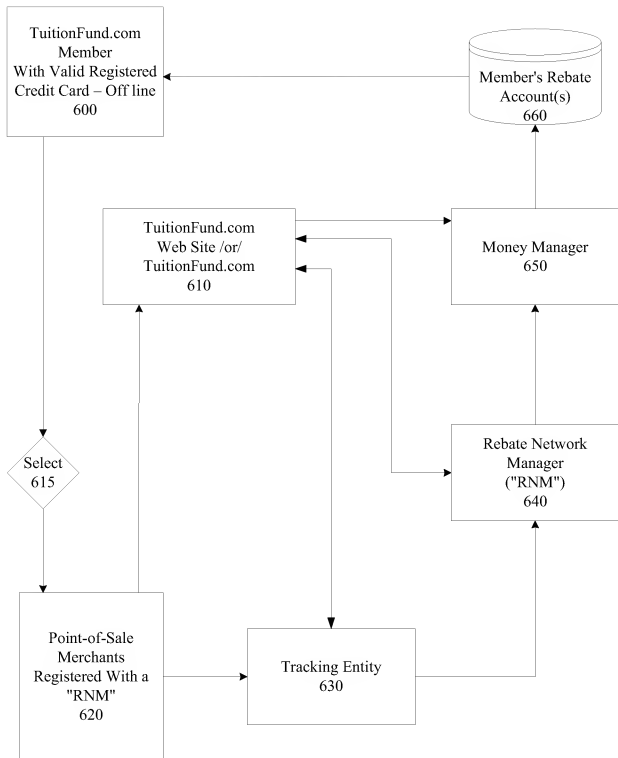 TuitionFund.com
Member
With Valid Registered
Credit Card – Off line
600
Member's Rebate
Account(s)
660
TuitionFund.com
Web Site /or/
TuitionFund.com
610
Money Manager
650
Select
615
Rebate Network
Manager
("RNM")
640
Point-of-Sale
Merchants
Registered With a
"RNM"
620
Tracking Entity
630